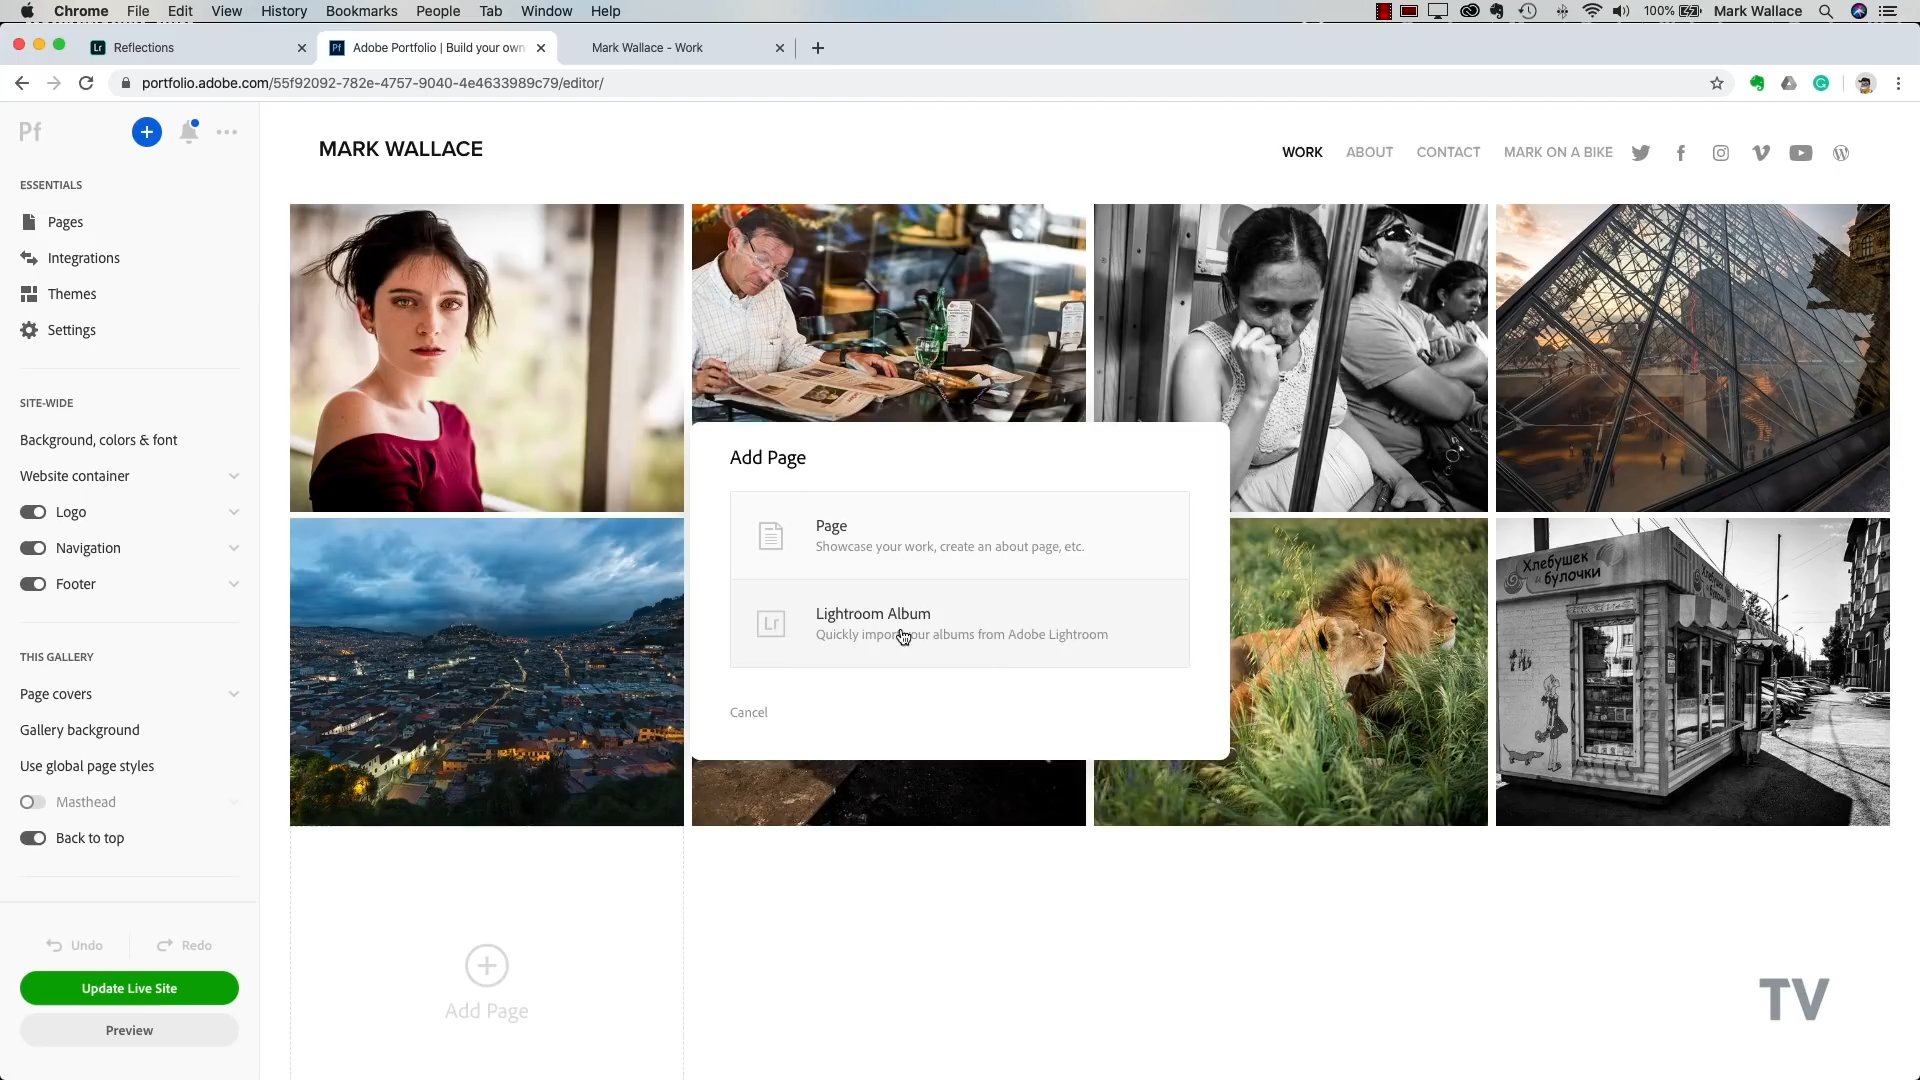 Chrome File Edit View History Bookmarks People Tab Window Help 100% Mark Wallace
Lr Reflections
Pf Adobe Portfolio | Build your own
Mark Wallace - Work
portfolio.adobe.com/55f92092-782e-4757-9040-4e4633989c79/editor/
Pf
ESSENTIALS
Pages
Integrations
Themes
Settings
SITE-WIDE
Background, colors & font
Website container
Logo
Navigation
Footer
THIS GALLERY
Page covers
Gallery background
Use global page styles
Masthead
Back to top
Undo Redo
Update Live Site
Preview
MARK WALLACE
WORK ABOUT CONTACT MARK ON A BIKE
Add Page
Page
Showcase your work, create an about page, etc.
Lr
Lightroom Album
Quickly import your albums from Adobe Lightroom
Cancel
Хлебушек
и булочки
Add Page
TV